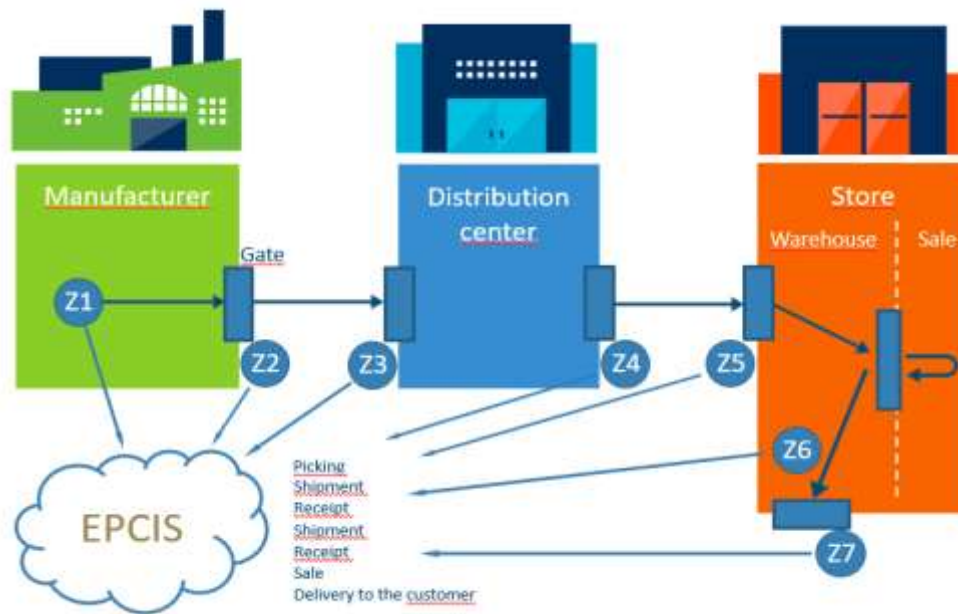 Manufacturer
Distribution
center
Store
Warehouse
Sale
Gate
Z1
Z2
Z3
Z4
Z5
Z6
Z7
EPCIS
Picking
Shipment
Receipt
Shipment
Receipt
Sale
Delivery to the customer